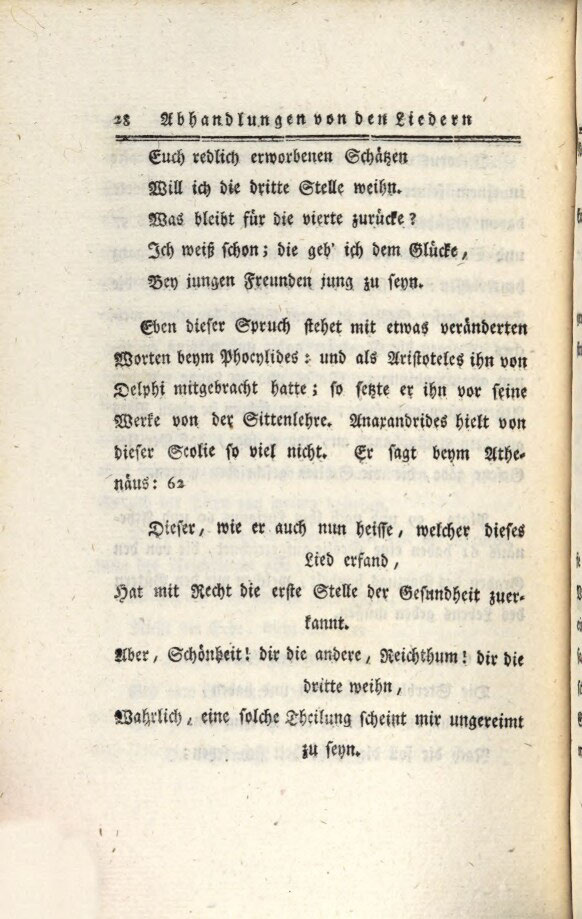 28 Abhandlungen von den Liedern
Euch redlich erworbenen Schätzen
Will ich die dritte Stelle weihn.
Was bleibt für die vierte zurücke?
Ich weiß schon; die geb' ich dem Glücke,
Bey jungen Freunden jung zu seyn.
Eben dieser Spruch stehet mit etwas veränderten
Worten beym Phocylides: und als Aristoteles ihn von
Delphi mitgebracht hatte; so setzte er ihn vor seine
Werke von der Sittenlehre. Anaxandrides hielt von
dieser Scolie so viel nicht. Er sagt beym Athe-
näus: 62
Dieser, wie er auch nun heisse, welcher dieses
Lied erfand,
Hat mit Recht die erste Stelle der Gesundheit zuer-
kannt.
Aber, Schönheit! dir die andere, Reichthum! dir die
dritte weihn,
Wahrlich, eine solche Theilung scheint mir ungereimt
zu seyn.